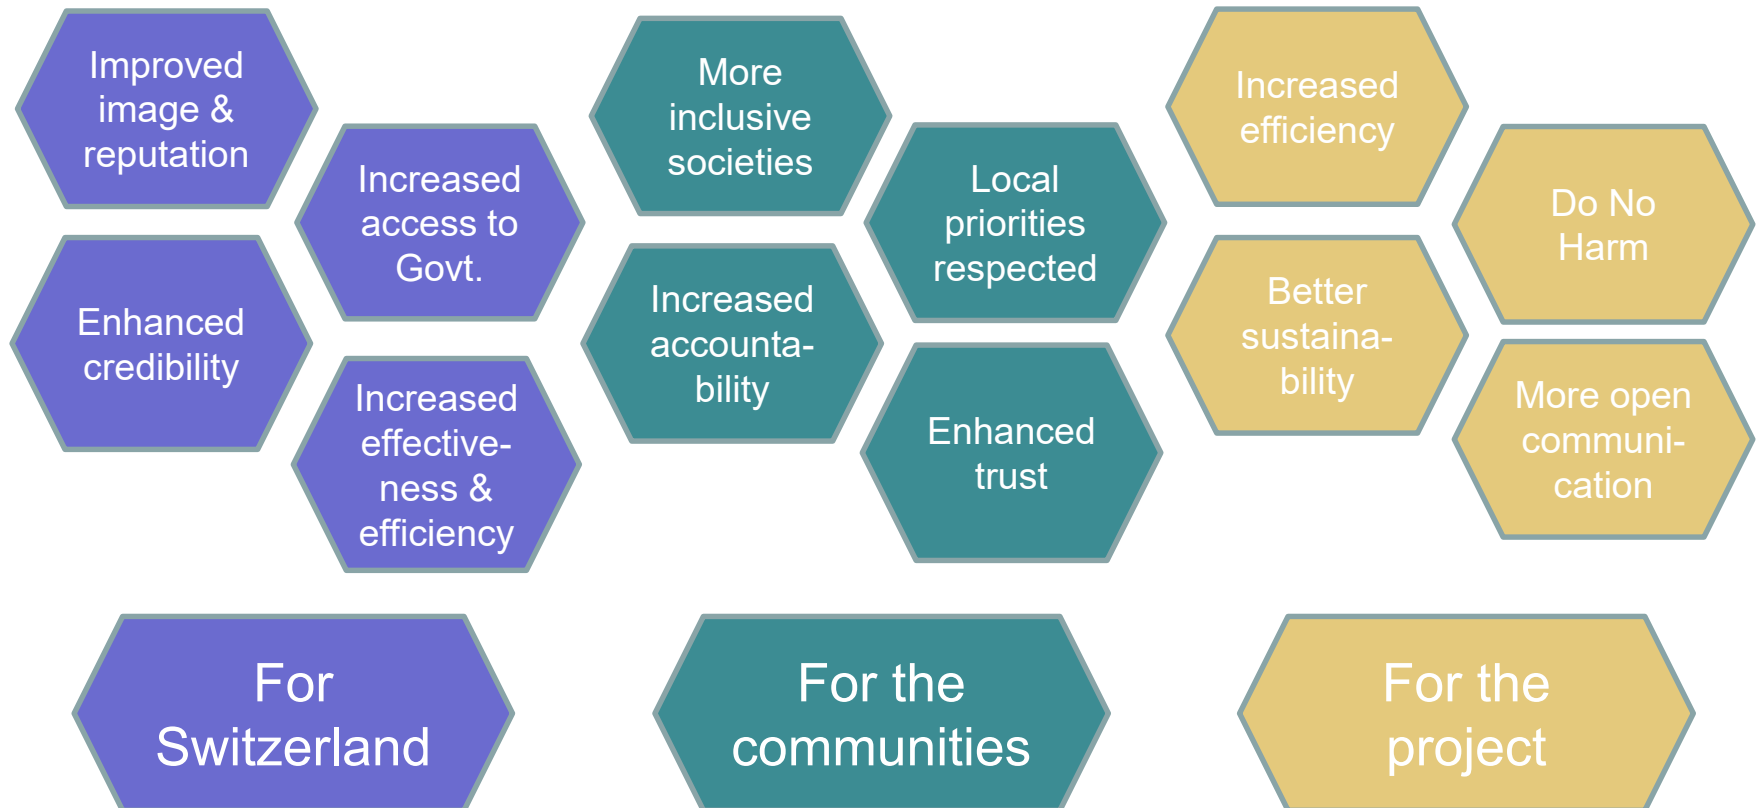 Improved
image &
reputation
Increased
access to
Govt.
Enhanced
credibility
Increased
effective-
ness &
efficiency
More
inclusive
societies
Local
priorities
respected
Increased
accounta-
bility
Enhanced
trust
Increased
efficiency
Do No
Harm
Better
sustaina-
bility
More open
communi-
cation
For
Switzerland
For the
communities
For the
project